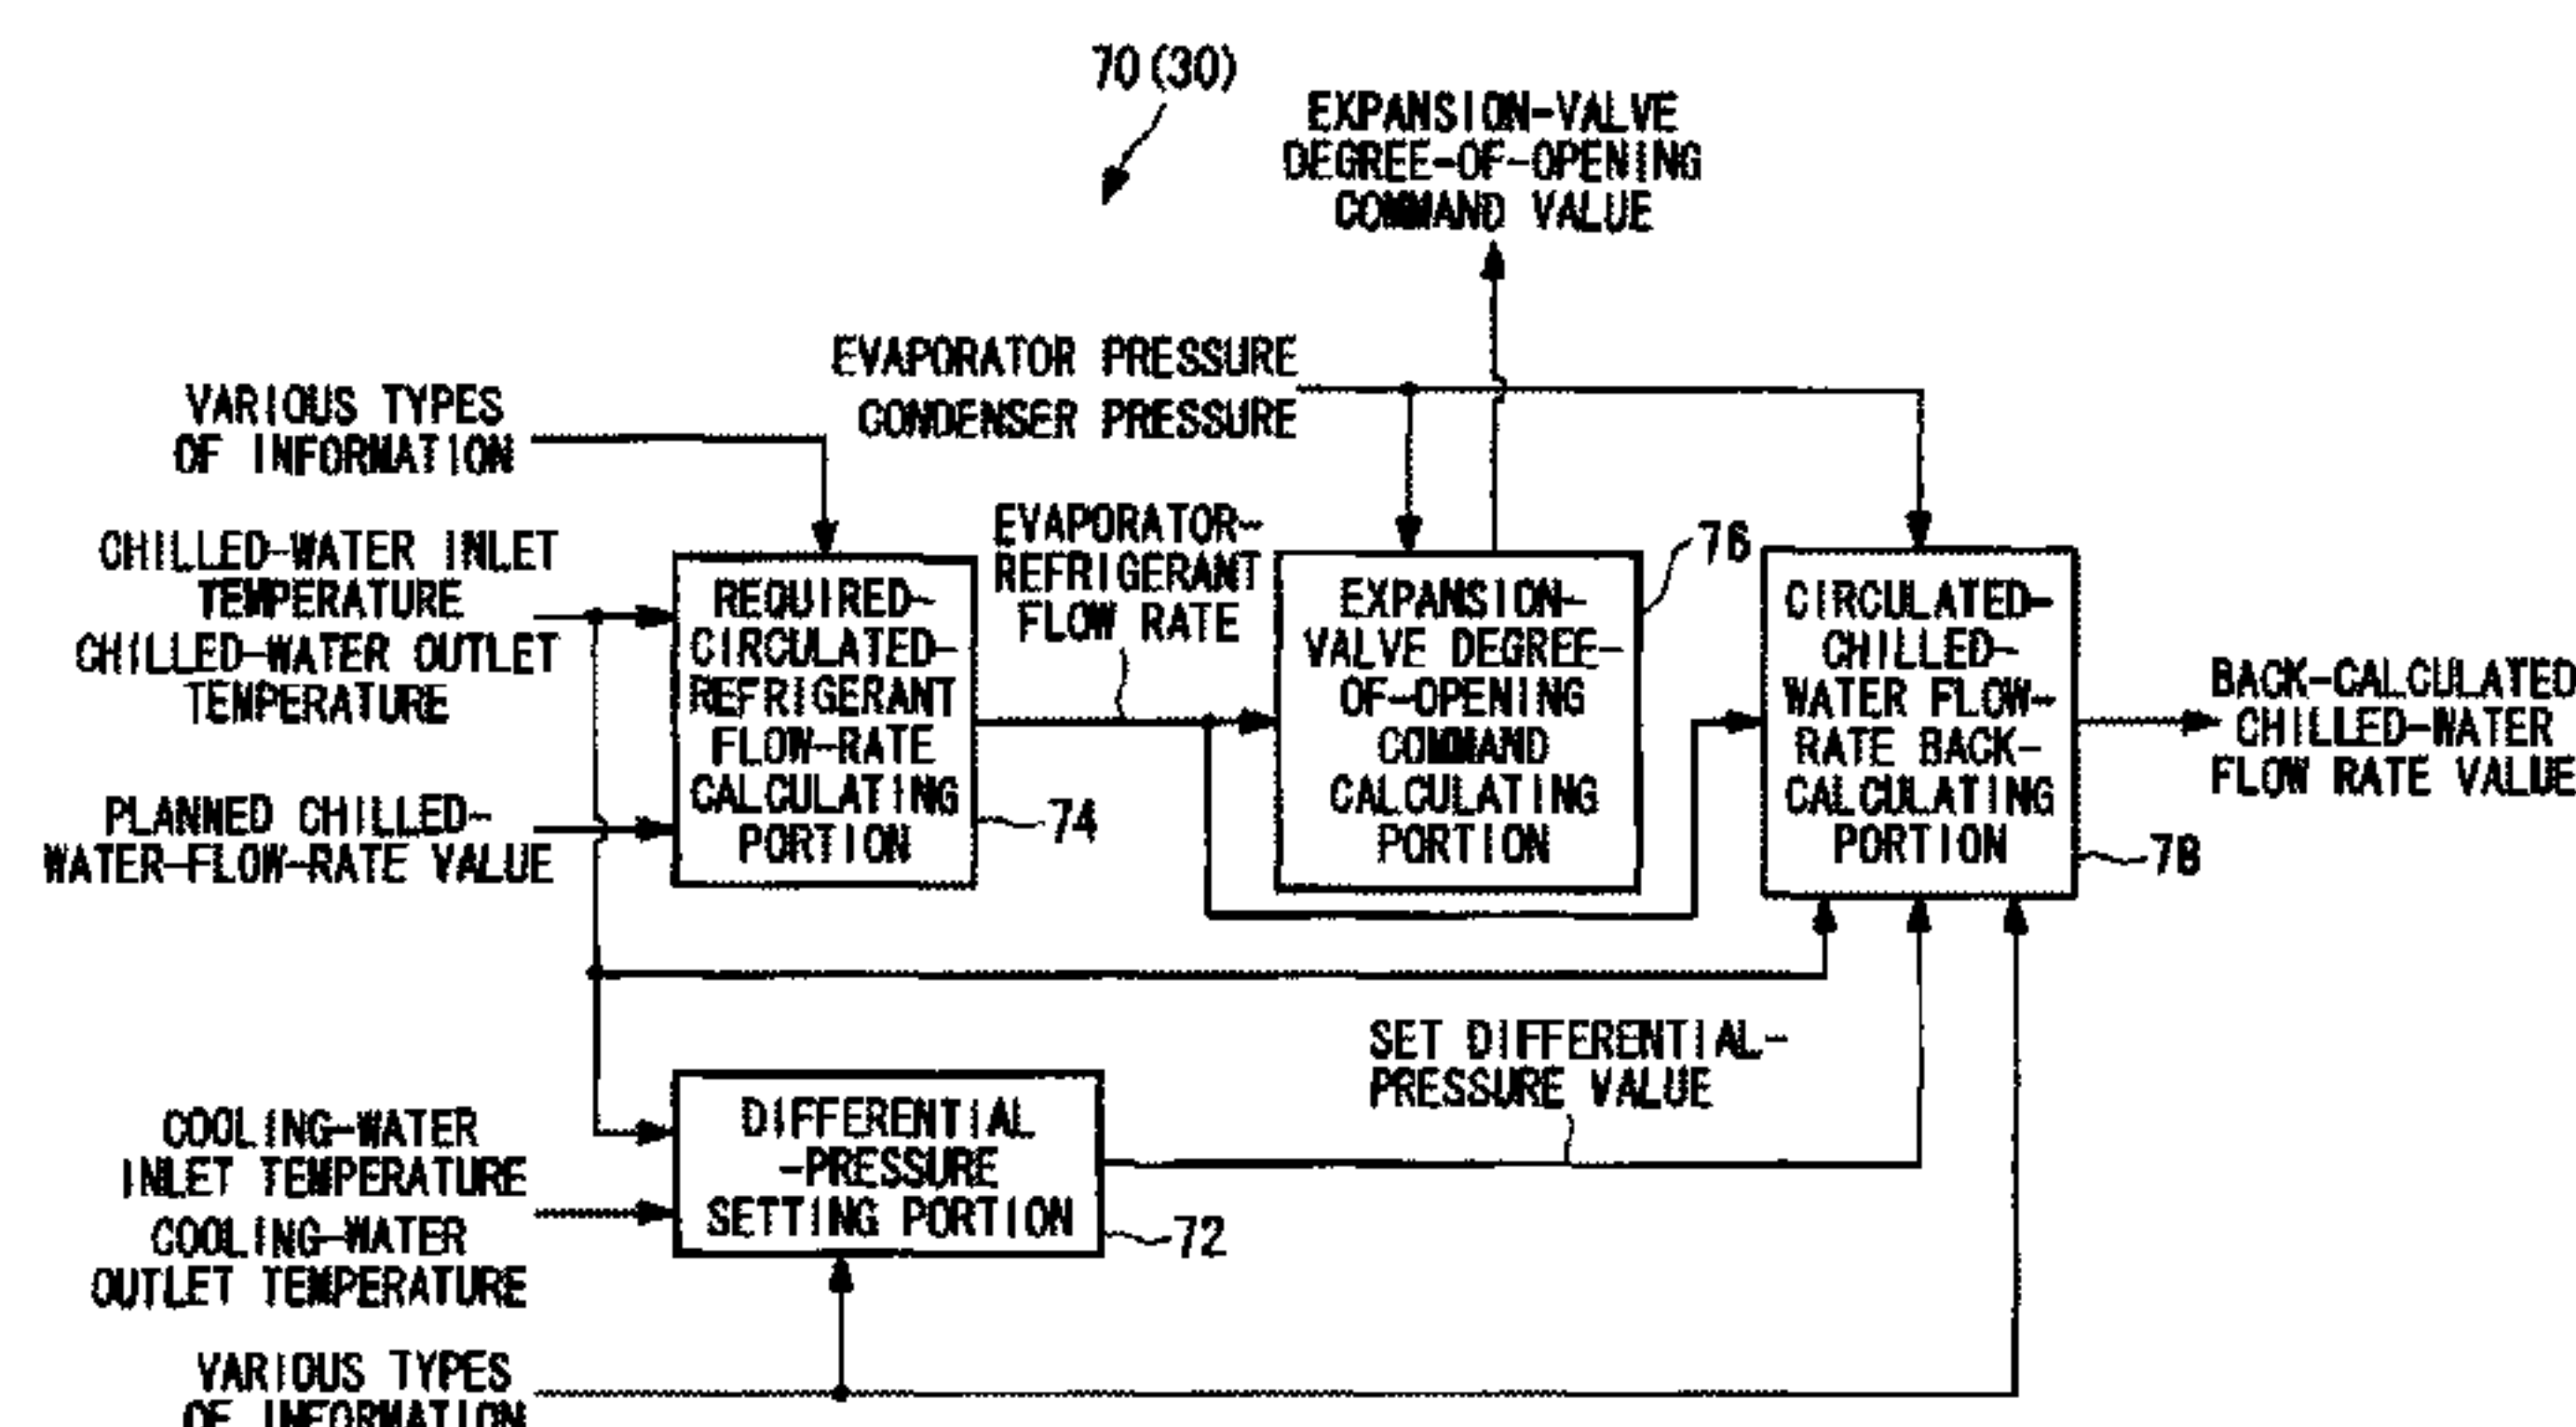 70(30)
EXPANSION-VALVE
DEGREE-OF-OPENING
COMMAND VALUE
EVAPORATOR PRESSURE
CONDENSER PRESSURE
VARIOUS TYPES
OF INFORMATION
CHILLED-WATER INLET
TEMPERATURE
CHILLED-WATER OUTLET
TEMPERATURE
PLANNED CHILLED-
WATER-FLOW-RATE VALUE
REQUIRED-
CIRCULATED-
REFRIGERANT
FLOW-RATE
CALCULATING
PORTION
74
EVAPORATOR-
REFRIGERANT
FLOW RATE
EXPANSION-
VALVE DEGREE-
OF-OPENING
COMMAND
CALCULATING
PORTION
76
CIRCULATED-
CHILLED-
WATER FLOW-
RATE BACK-
CALCULATING
PORTION
78
BACK-CALCULATED
CHILLED-WATER
FLOW RATE VALUE
SET DIFFERENTIAL-
PRESSURE VALUE
COOLING-WATER
INLET TEMPERATURE
COOLING-WATER
OUTLET TEMPERATURE
DIFFERENTIAL
-PRESSURE
SETTING PORTION
72
VARIOUS TYPES
OF INFORMATION